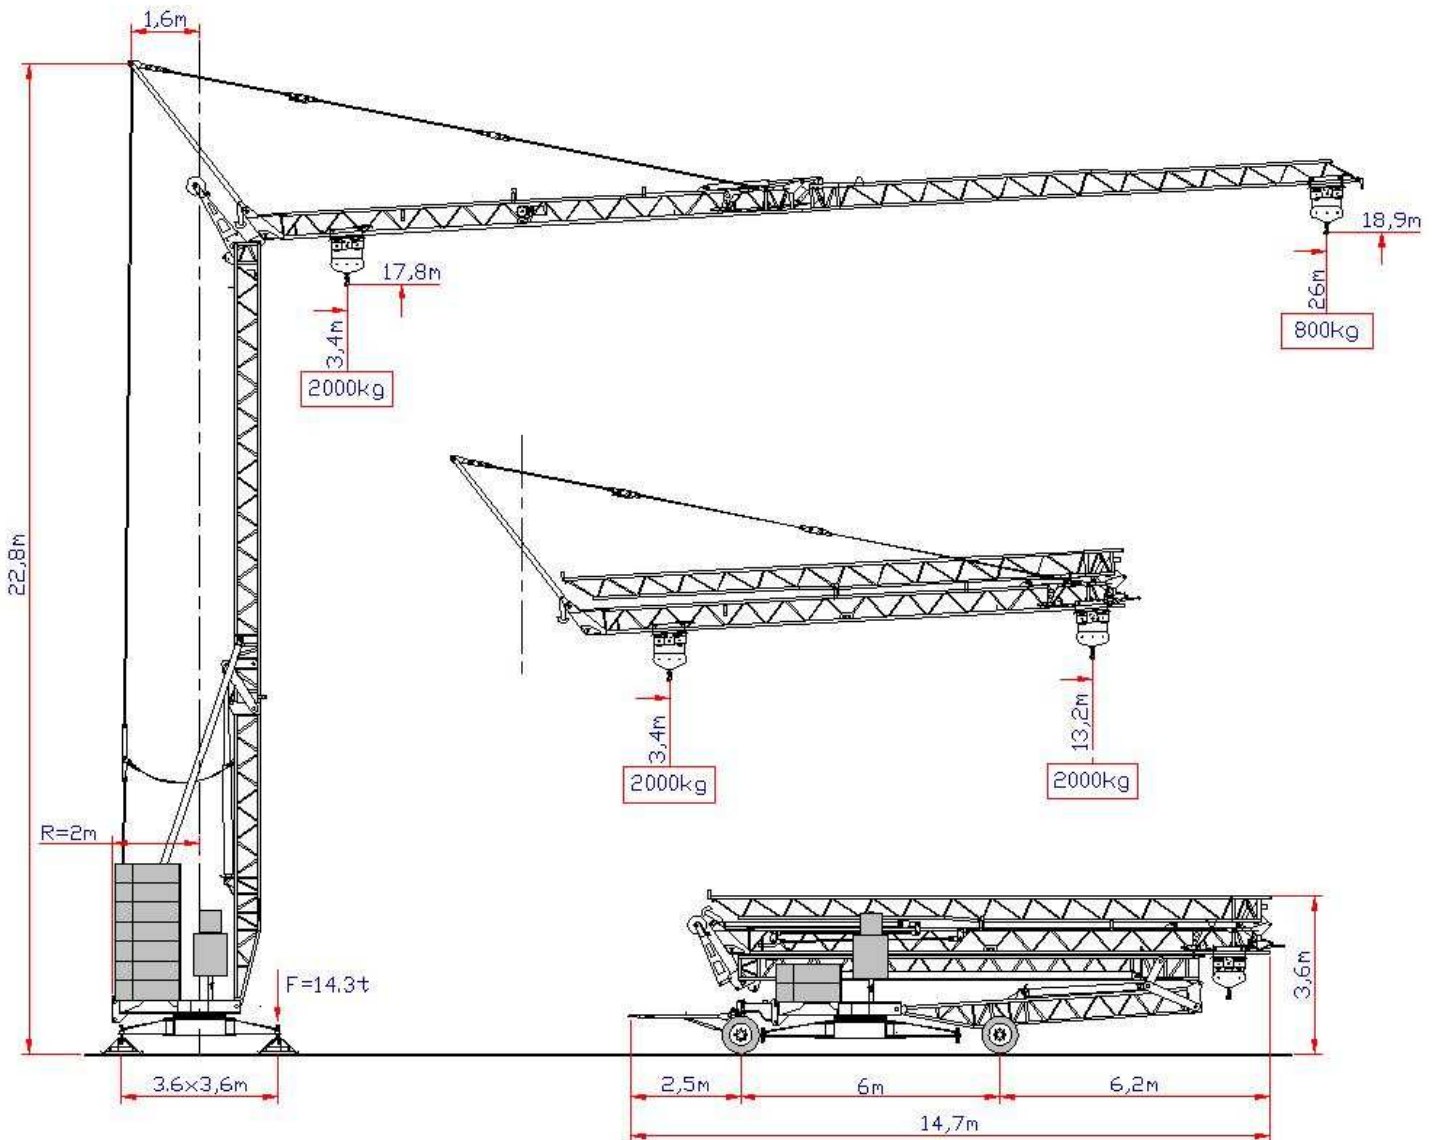 1,6m
22,8m
17,8m
3,4m
2000kg
18,9m
26m
800kg
3,4m
2000kg
13,2m
2000kg
R=2m
F=14.3t
3.6x3,6m
3,6m
2,5m
6m
6,2m
14,7m